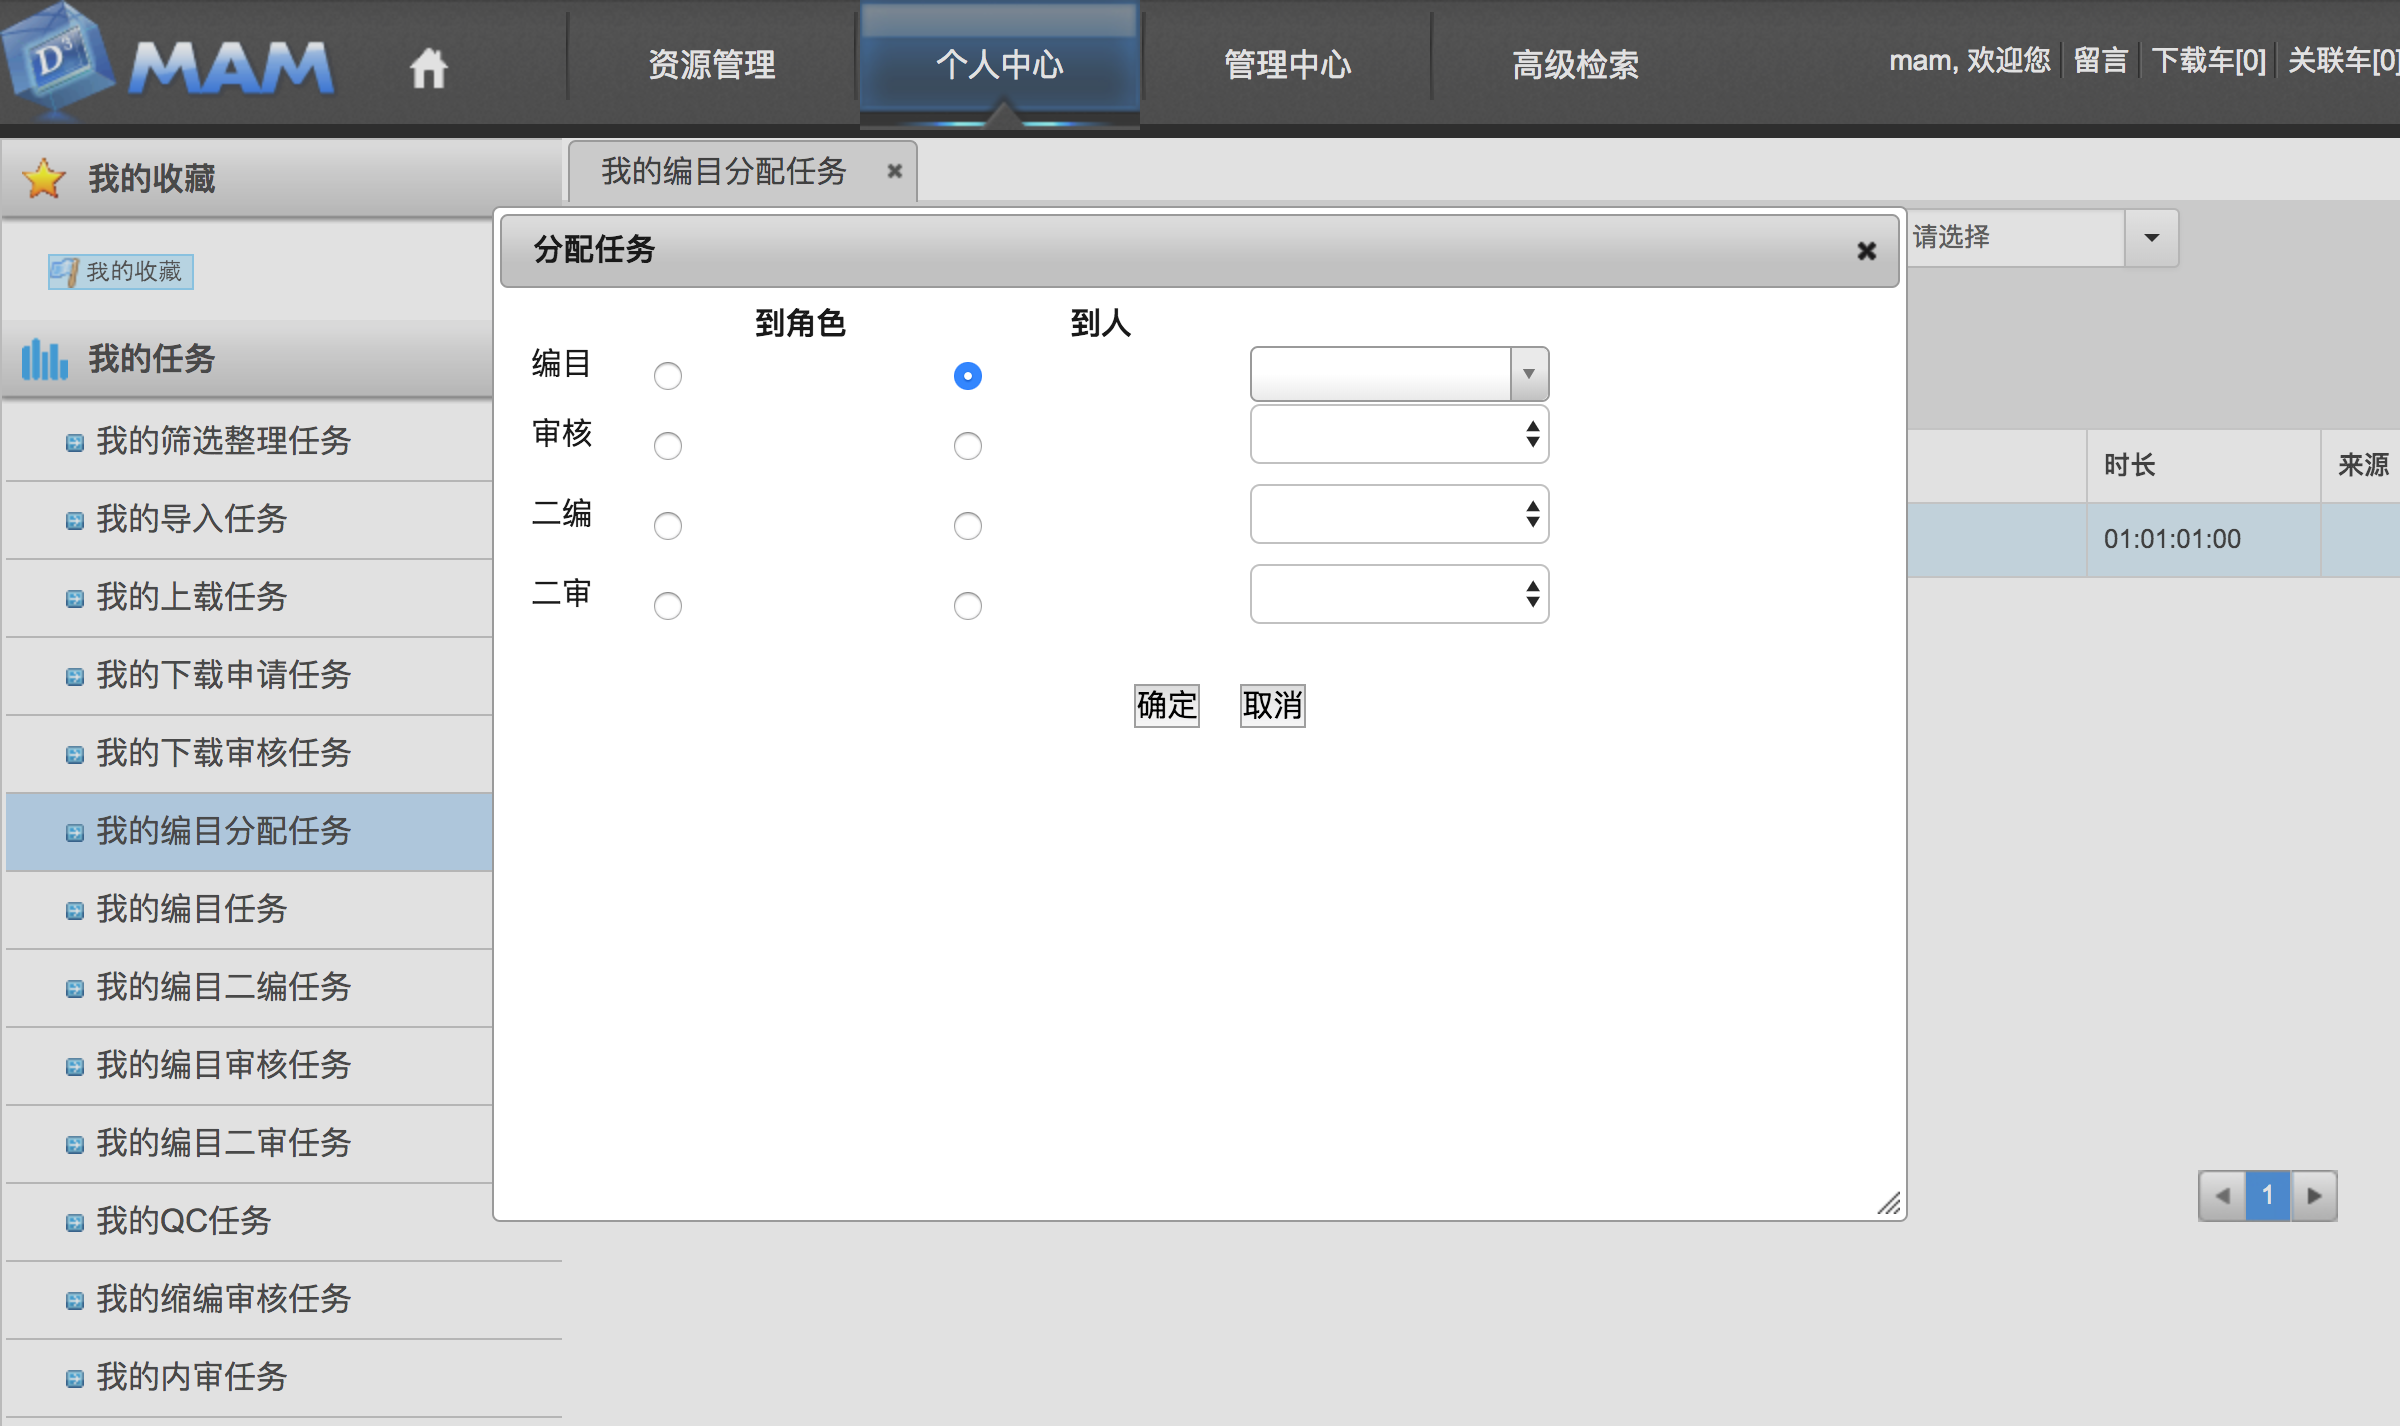 D³ MAM
资源管理
个人中心
管理中心
高级检索
mam, 欢迎您 留言 下载车[0] 关联车[0]
我的收藏
我的收藏
我的任务
我的筛选整理任务
我的导入任务
我的上载任务
我的下载申请任务
我的下载审核任务
我的编目分配任务
我的编目任务
我的编目二编任务
我的编目审核任务
我的编目二审任务
我的QC任务
我的缩编审核任务
我的内审任务
我的编目分配任务
请选择
分配任务
到角色 到人
编目
审核
二编
二审
确定 取消
时长 来源
01:01:01:00
1